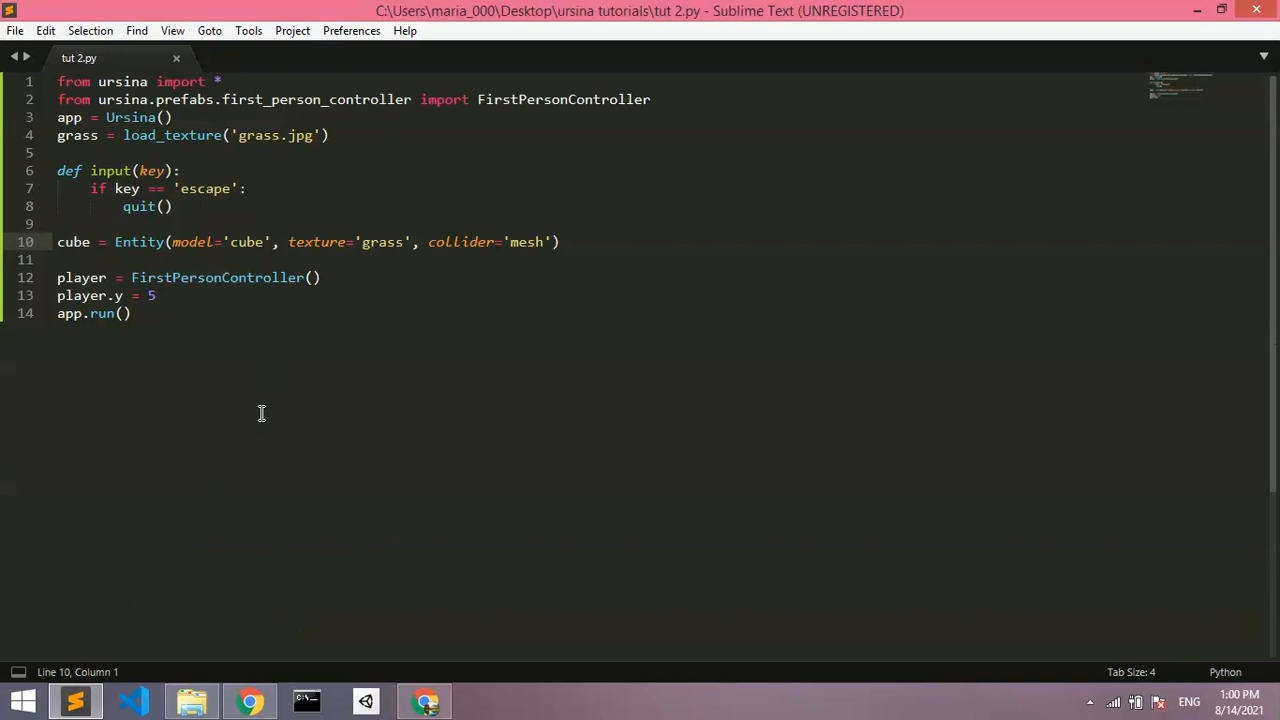 C:\Users\maria_000\Desktop\ursina tutorials\tut 2.py - Sublime Text (UNREGISTERED)
File Edit Selection Find View Goto Tools Project Preferences Help
tut 2.py
1 from ursina import *
2 from ursina.prefabs.first_person_controller import FirstPersonController
3 app = Ursina()
4 grass = load_texture('grass.jpg')
5
6 def input(key):
7 if key == 'escape':
8 quit()
9
10 cube = Entity(model='cube', texture='grass', collider='mesh')
11
12 player = FirstPersonController()
13 player.y = 5
14 app.run()
Line 10, Column 1
Tab Size: 4
Python
ENG
1:00 PM
8/14/2021